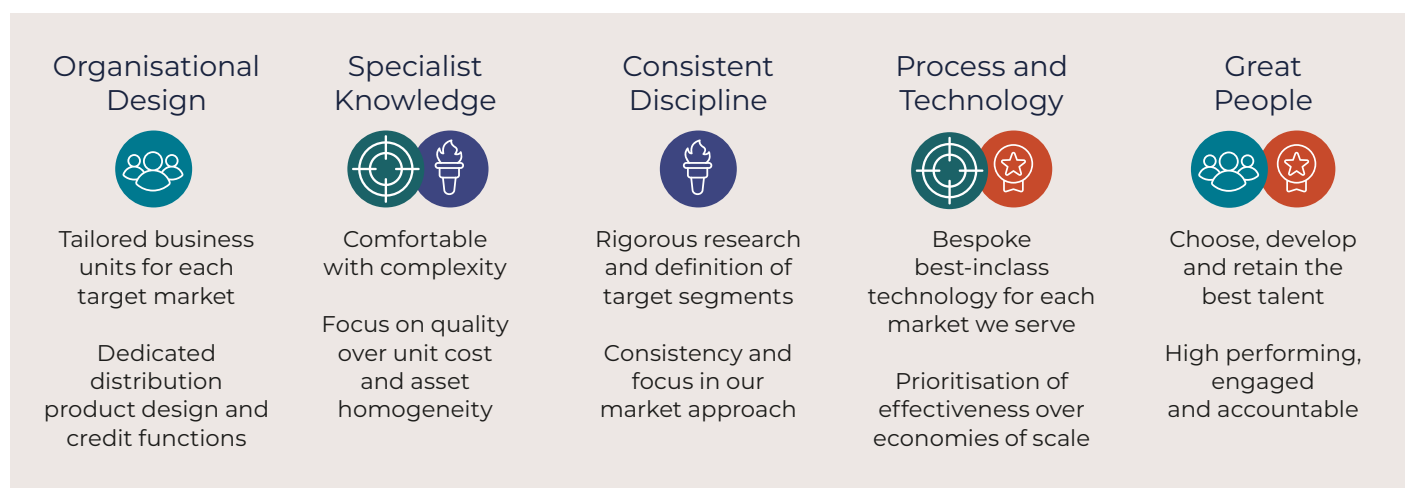 Organisational
Design
Tailored business
units for each
target market
Dedicated
distribution
product design and
credit functions
Specialist
Knowledge
Comfortable
with complexity
Focus on quality
over unit cost
and asset
homogeneity
Consistent
Discipline
Rigorous research
and definition of
target segments
Consistency and
focus in our
market approach
Process and
Technology
Bespoke
best-inclass
technology for each
market we serve
Prioritisation of
effectiveness over
economies of scale
Great
People
Choose, develop
and retain the
best talent
High performing,
engaged
and accountable